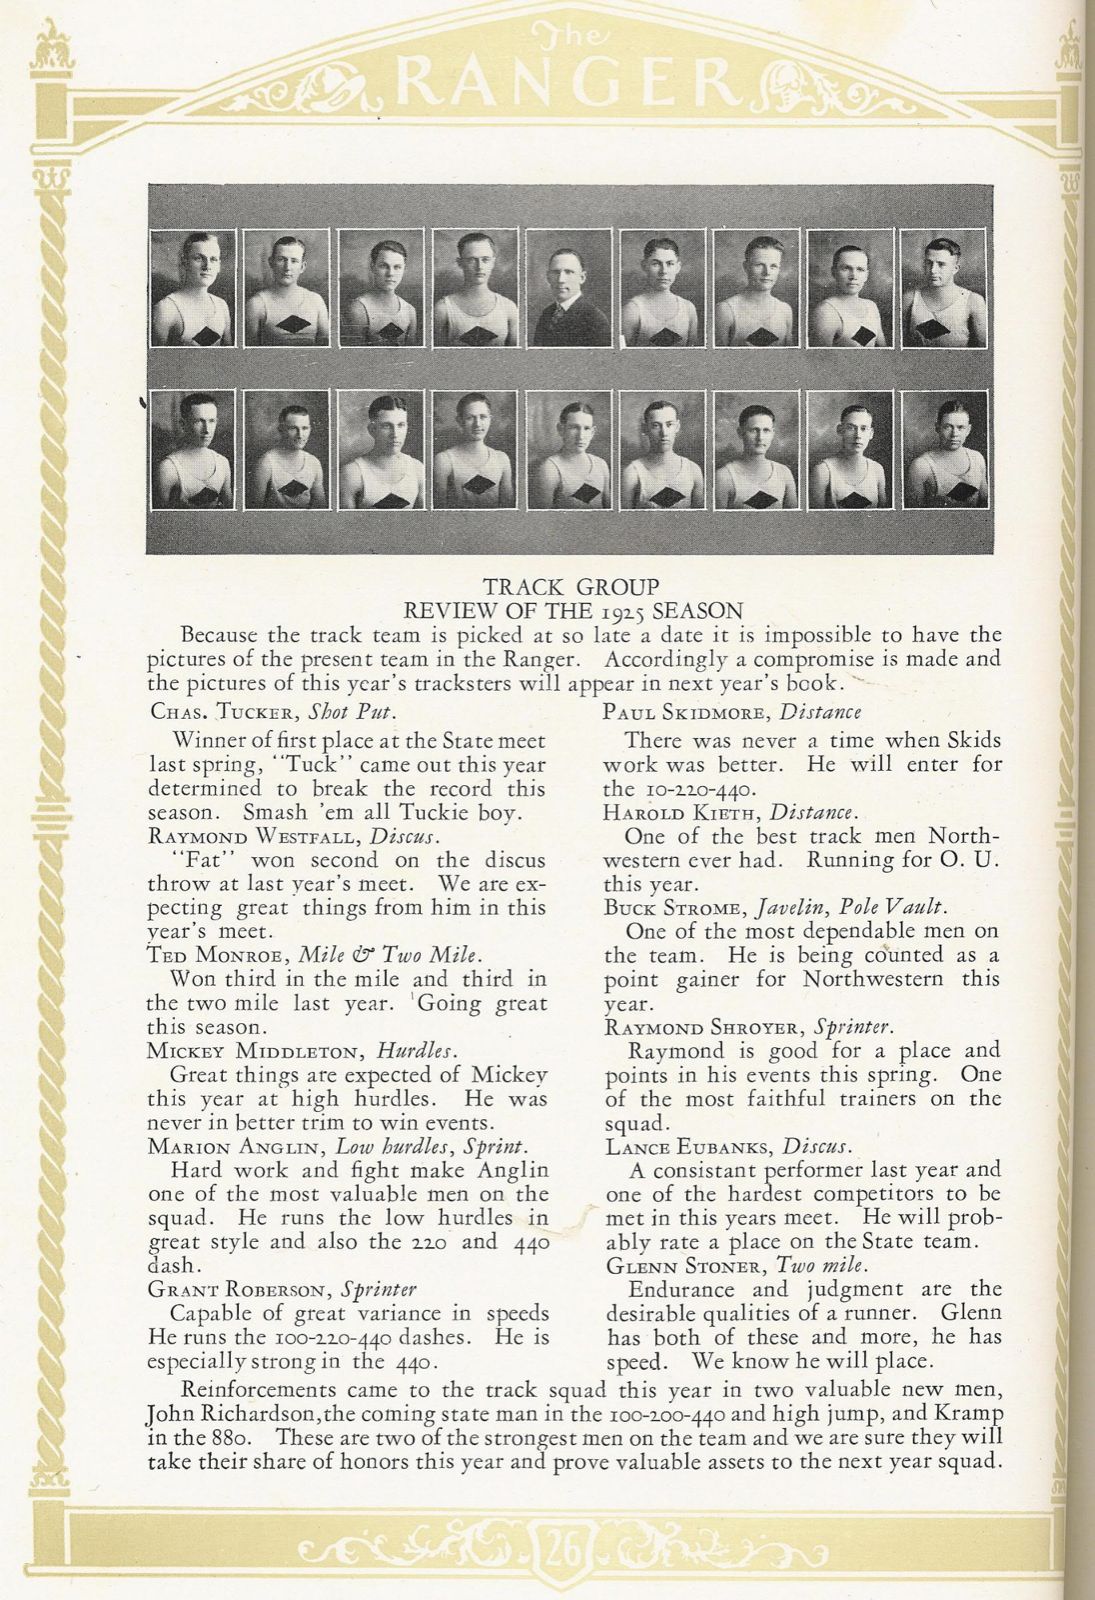 The
RANGER
TRACK GROUP
REVIEW OF THE 1925 SEASON
Because the track team is picked at so late a date it is impossible to have the
pictures of the present team in the Ranger. Accordingly a compromise is made and
the pictures of this year's tracksters will appear in next year's book.
CHAS. TUCKER, Shot Put.
Winner of first place at the State meet
last spring, "Tuck" came out this year
determined to break the record this
season. Smash 'em all Tuckie boy.
RAYMOND WESTFALL, Discus.
"Fat" won second on the discus
throw at last year's meet. We are ex-
pecting great things from him in this
year's meet.
TED MONROE, Mile & Two Mile.
Won third in the mile and third in
the two mile last year. 'Going great
this season.
MICKEY MIDDLETON, Hurdles.
Great things are expected of Mickey
this year at high hurdles. He was
never in better trim to win events.
MARION ANGLIN, Low hurdles, Sprint.
Hard work and fight make Anglin
one of the most valuable men on the
squad. He runs the low hurdles in
great style and also the 220 and 440
dash.
GRANT ROBERSON, Sprinter
Capable of great variance in speeds
He runs the 100-220-440 dashes. He is
especially strong in the 440.
PAUL SKIDMORE, Distance
There was never a time when Skids
work was better. He will enter for
the 10-220-440.
HAROLD KIETH, Distance.
One of the best track men North-
western ever had. Running for O. U.
this year.
BUCK STROME, Javelin, Pole Vault.
One of the most dependable men on
the team. He is being counted as a
point gainer for Northwestern this
year.
RAYMOND SHROYER, Sprinter.
Raymond is good for a place and
points in his events this spring. One
of the most faithful trainers on the
squad.
LANCE EUBANKS, Discus.
A consistant performer last year and
one of the hardest competitors to be
met in this years meet. He will prob-
ably rate a place on the State team.
GLENN STONER, Two mile.
Endurance and judgment are the
desirable qualities of a runner. Glenn
has both of these and more, he has
speed. We know he will place.
Reinforcements came to the track squad this year in two valuable new men,
John Richardson,the coming state man in the 100-200-440 and high jump, and Kramp
in the 880. These are two of the strongest men on the team and we are sure they will
take their share of honors this year and prove valuable assets to the next year squad.
26